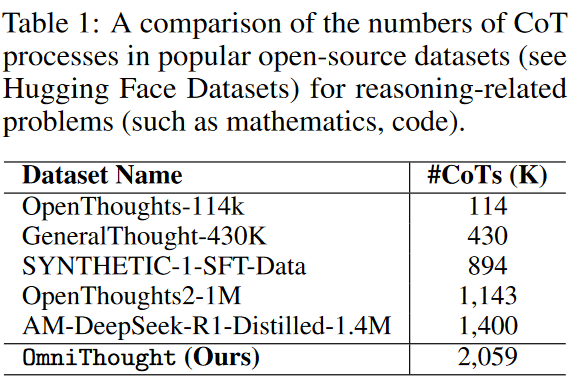 Table 1: A comparison of the numbers of CoT
processes in popular open-source datasets (see
Hugging Face Datasets) for reasoning-related
problems (such as mathematics, code).
Dataset Name #CoTs (K)
OpenThoughts-114k 114
GeneralThought-430K 430
SYNTHETIC-1-SFT-Data 894
OpenThoughts2-1M 1,143
AM-DeepSeek-R1-Distilled-1.4M 1,400
OmniThought (Ours) 2,059